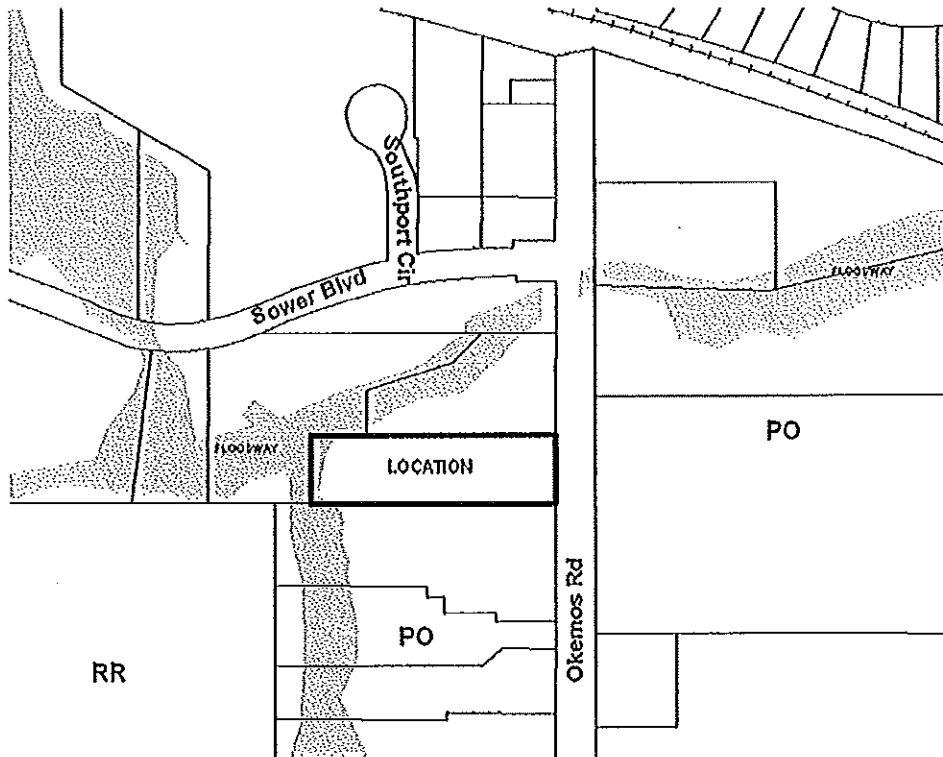 Southport Cir
Sower Blvd
FLOODWAY
PO
FLOODWAY
LOCATION
Okemos Rd
PO
RR